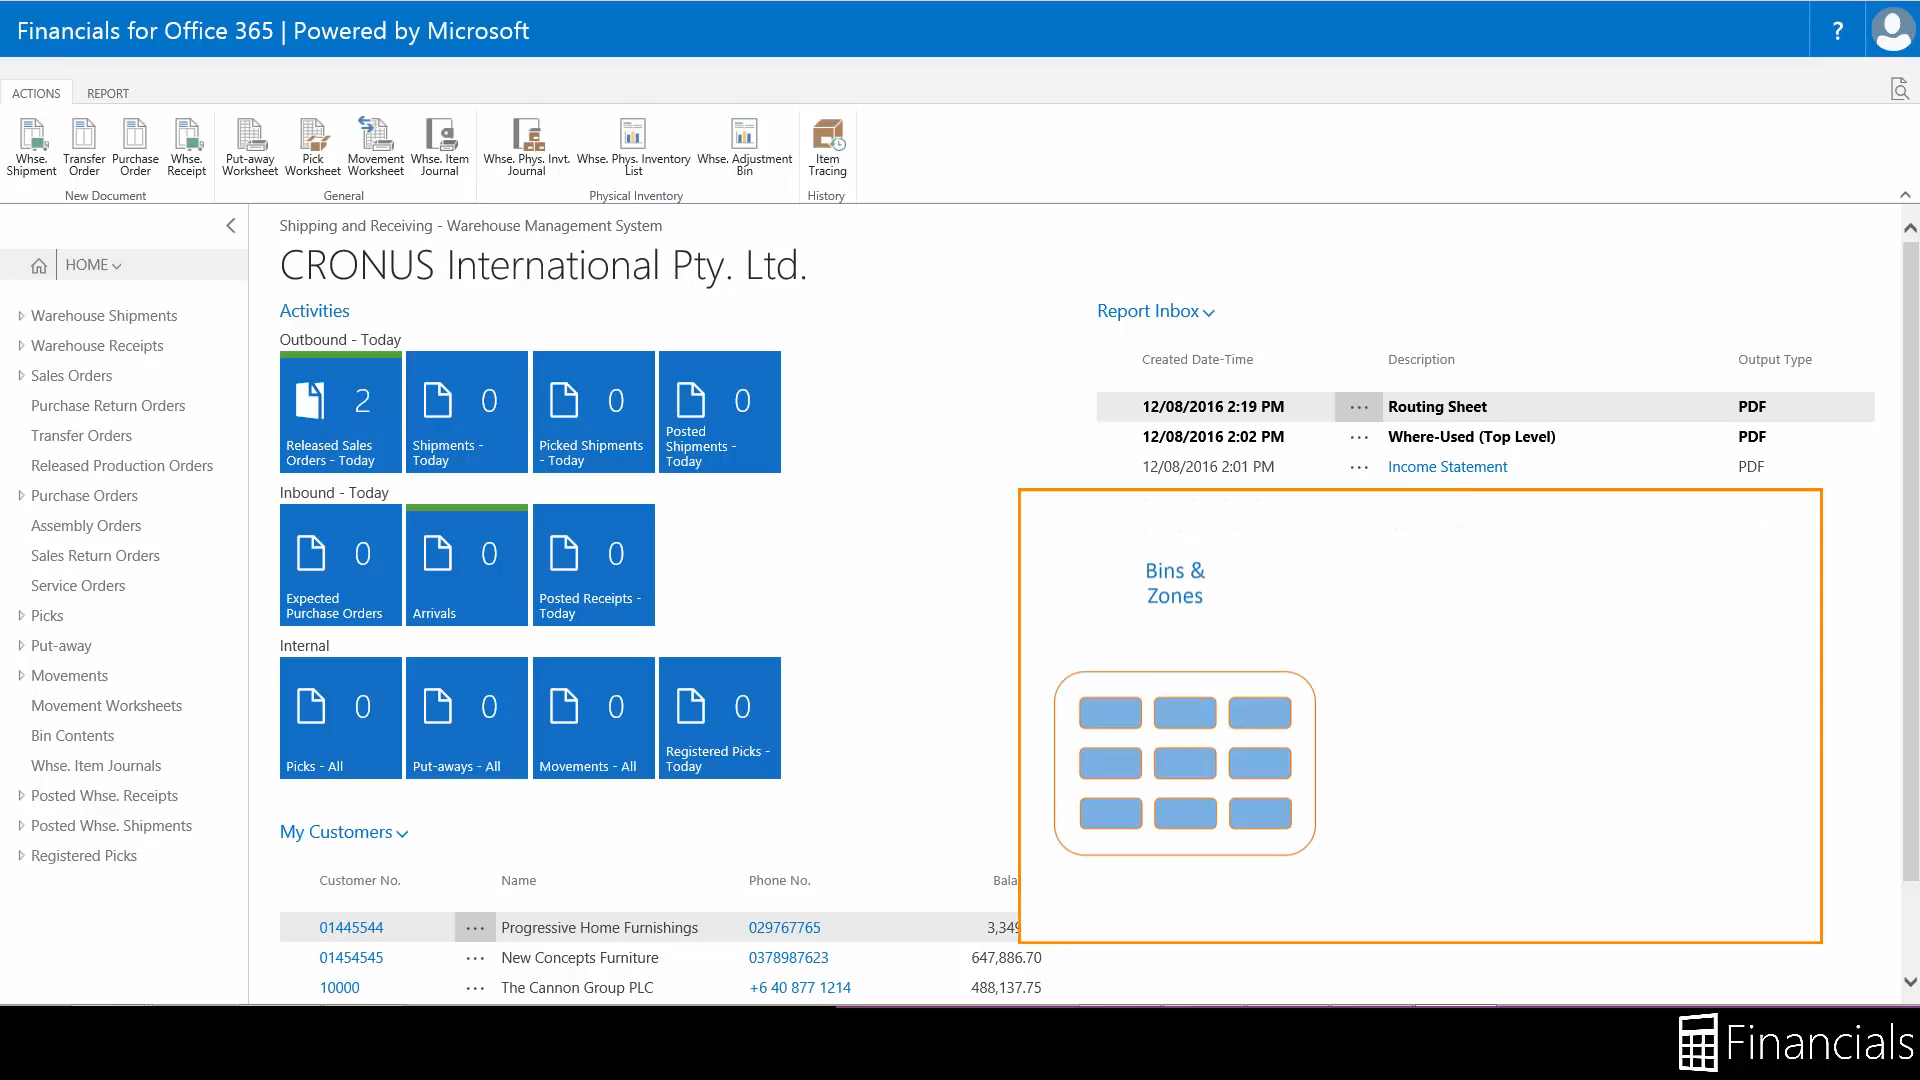 Financials for Office 365 | Powered by Microsoft
?
ACTIONS REPORT
Whse. Shipment
Transfer Order
Purchase Order
Whse. Receipt
New Document
Put-away Worksheet
Pick Worksheet
Movement Worksheet
Whse. Item Journal
General
Whse. Phys. Invt. Journal
Whse. Phys. Inventory List
Whse. Adjustment Bin
Physical Inventory
Item Tracing
History
HOME
Warehouse Shipments
Warehouse Receipts
Sales Orders
Purchase Return Orders
Transfer Orders
Released Production Orders
Purchase Orders
Assembly Orders
Sales Return Orders
Service Orders
Picks
Put-away
Movements
Movement Worksheets
Bin Contents
Whse. Item Journals
Posted Whse. Receipts
Posted Whse. Shipments
Registered Picks
Shipping and Receiving - Warehouse Management System
CRONUS International Pty. Ltd.
Activities
Outbound - Today
2
Released Sales
Orders - Today
0
Shipments -
Today
0
Picked Shipments
- Today
0
Posted
Shipments -
Today
Inbound - Today
0
Expected
Purchase Orders
0
Arrivals
0
Posted Receipts -
Today
Internal
0
Picks - All
0
Put-aways - All
0
Movements - All
0
Registered Picks -
Today
My Customers
Customer No. Name Phone No. Bala
01445544 ... Progressive Home Furnishings 029767765 3,349
01454545 ... New Concepts Furniture 0378987623 647,886.70
10000 ... The Cannon Group PLC +6 40 877 1214 488,137.75
Report Inbox
Created Date-Time Description Output Type
12/08/2016 2:19 PM ... Routing Sheet PDF
12/08/2016 2:02 PM ... Where-Used (Top Level) PDF
12/08/2016 2:01 PM ... Income Statement PDF
Bins &
Zones
Financials